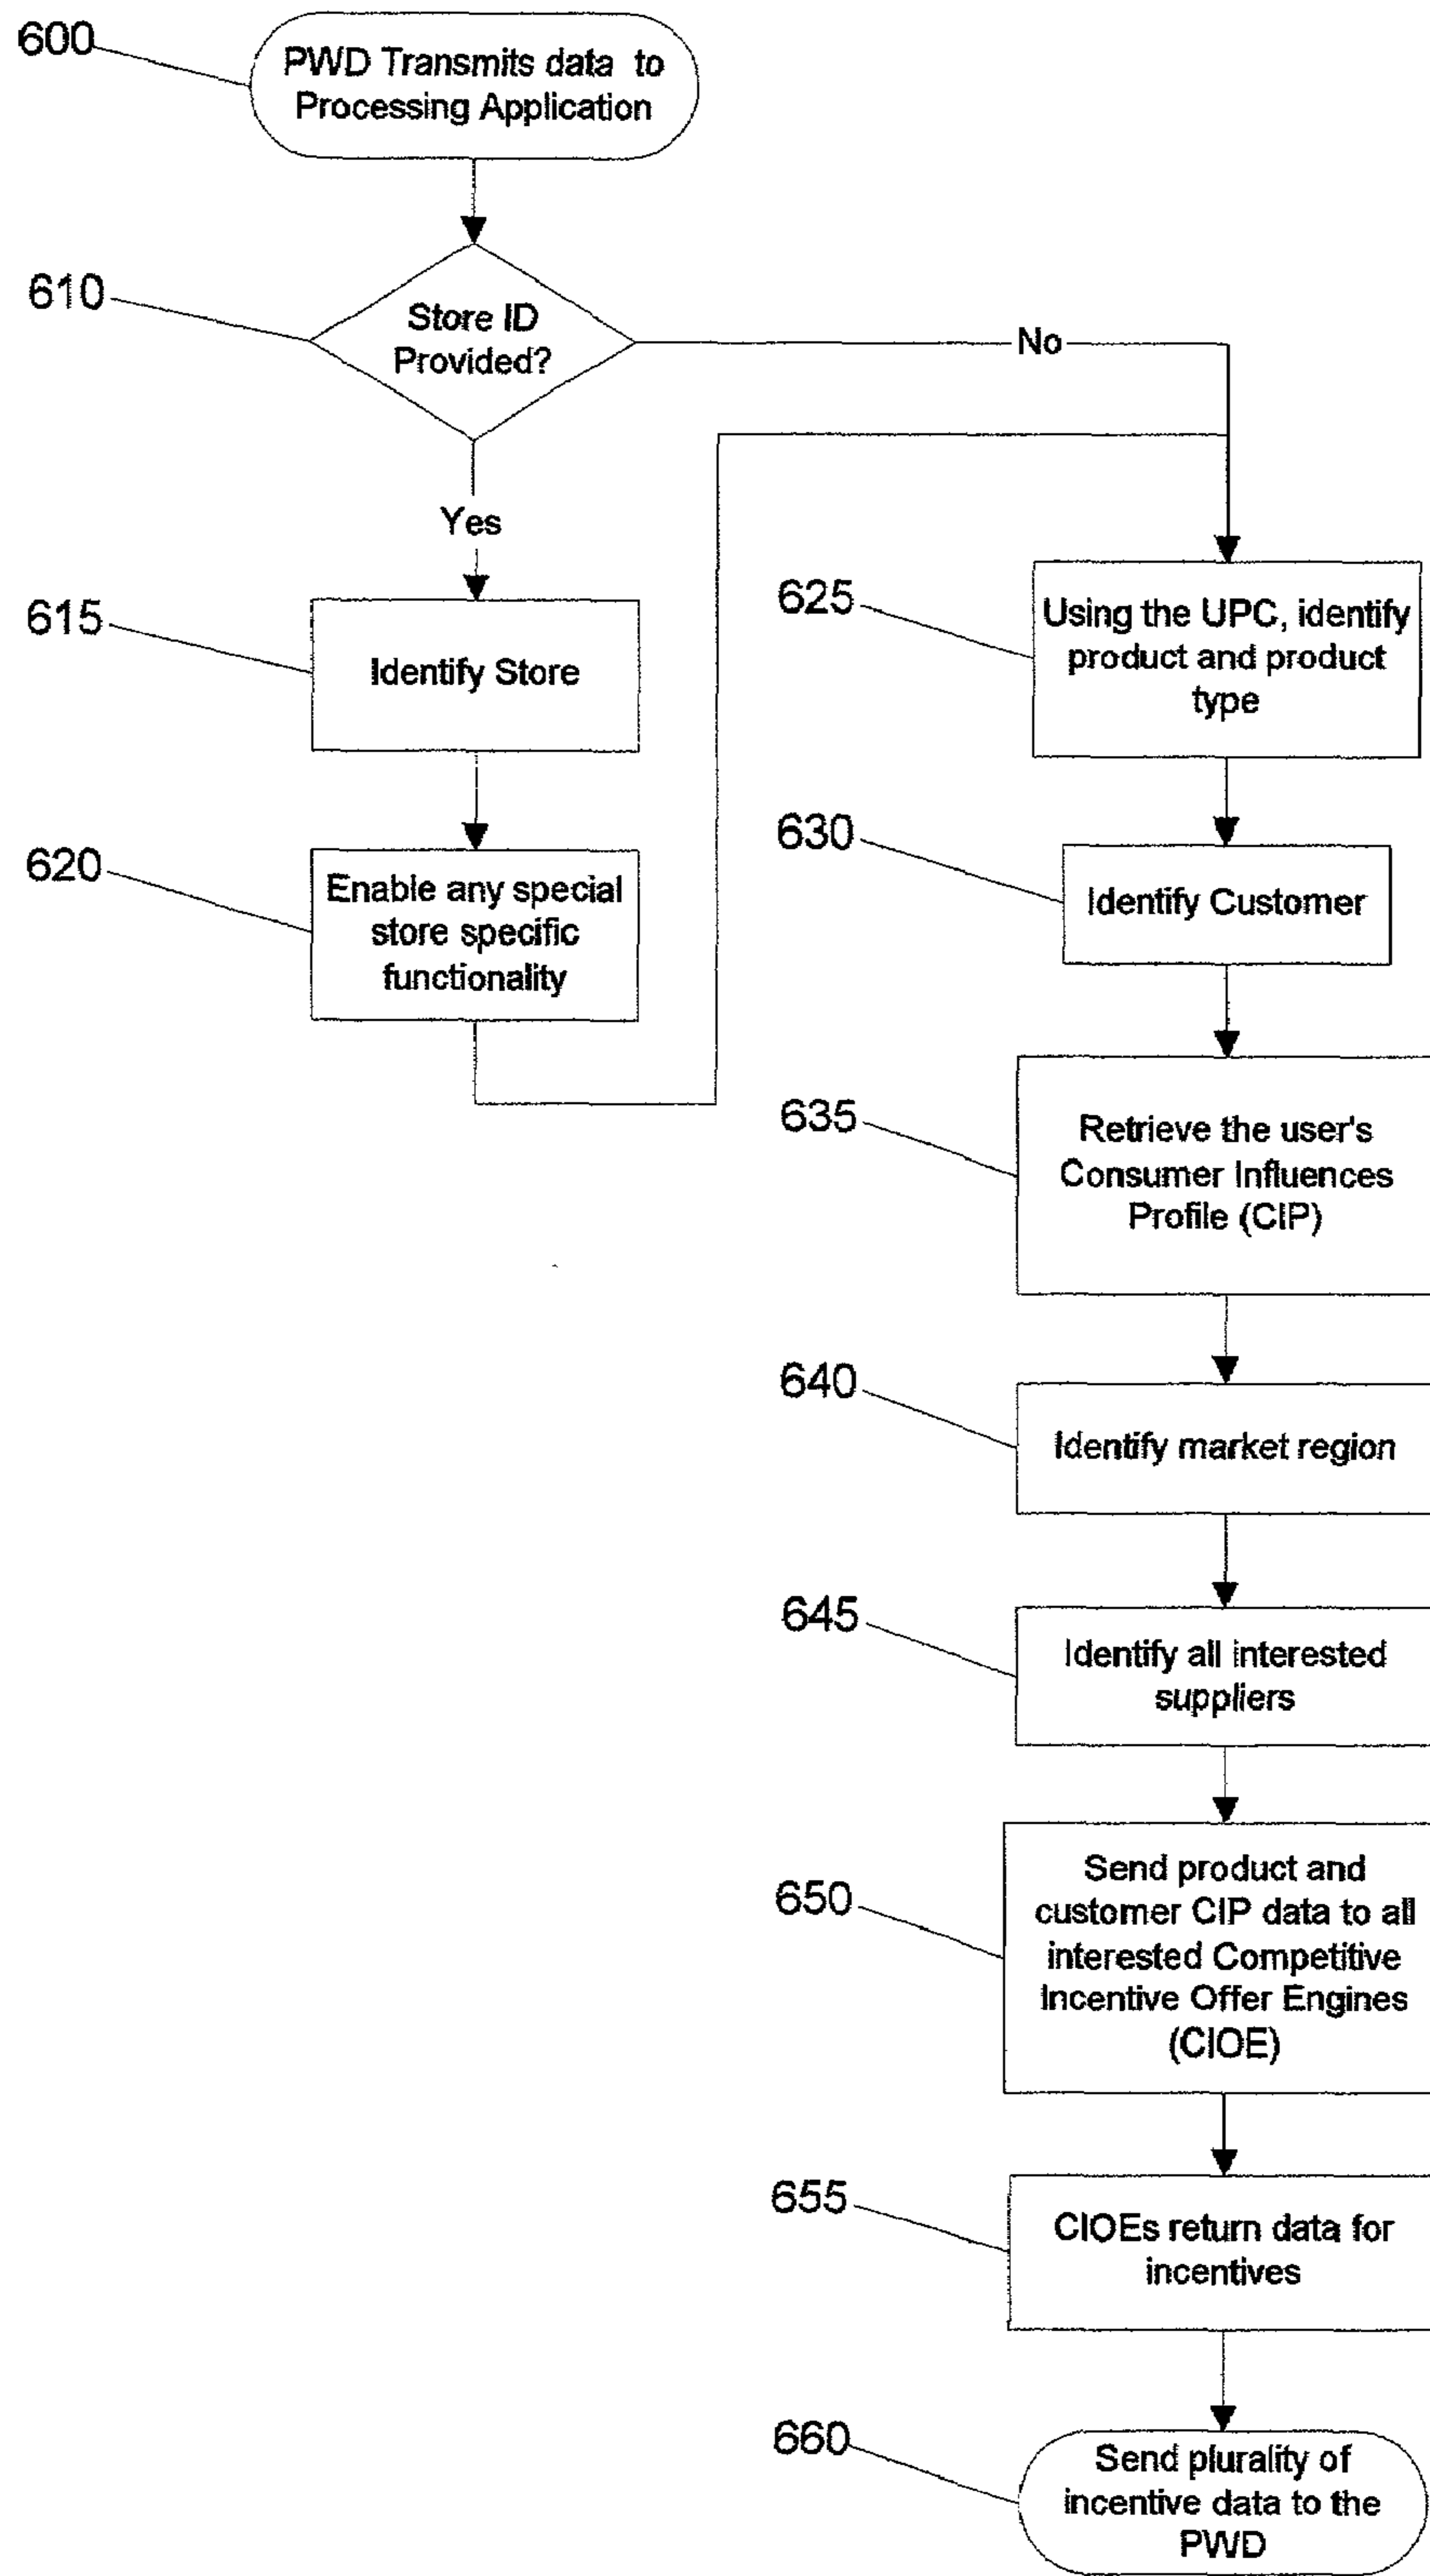 600
PWD Transmits data to
Processing Application
610
Store ID
Provided?
No
Yes
615
Identify Store
620
Enable any special
store specific
functionality
625
Using the UPC, identify
product and product
type
630
Identify Customer
635
Retrieve the user's
Consumer Influences
Profile (CIP)
640
Identify market region
645
Identify all interested
suppliers
650
Send product and
customer CIP data to all
interested Competitive
Incentive Offer Engines
(CIOE)
655
CIOEs return data for
incentives
660
Send plurality of
incentive data to the
PWD